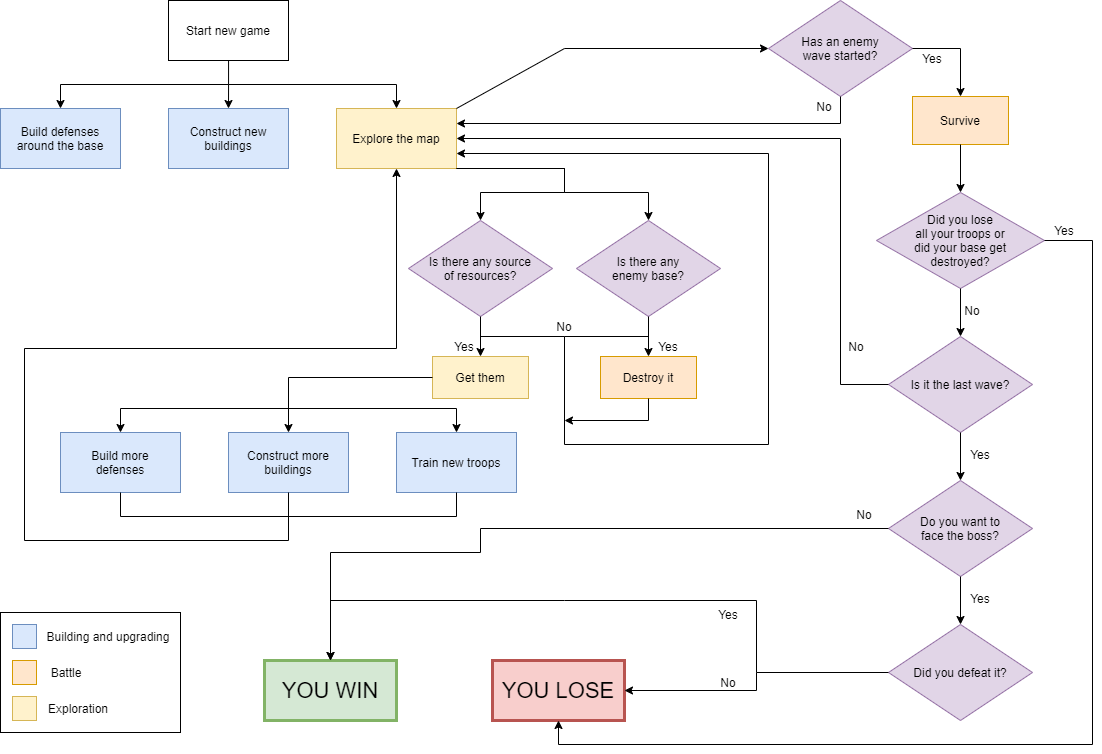 Start new game
Has an enemy
wave started?
Yes
No
Build defenses
around the base
Construct new
buildings
Explore the map
Survive
Did you lose
all your troops or
did your base get
destroyed?
Yes
No
Is there any source
of resources?
Is there any
enemy base?
No
Yes
Yes
Get them
Destroy it
No
Is it the last wave?
Yes
Build more
defenses
Construct more
buildings
Train new troops
No
Do you want to
face the boss?
Yes
Yes
Did you defeat it?
No
YOU WIN
YOU LOSE
Building and upgrading
Battle
Exploration